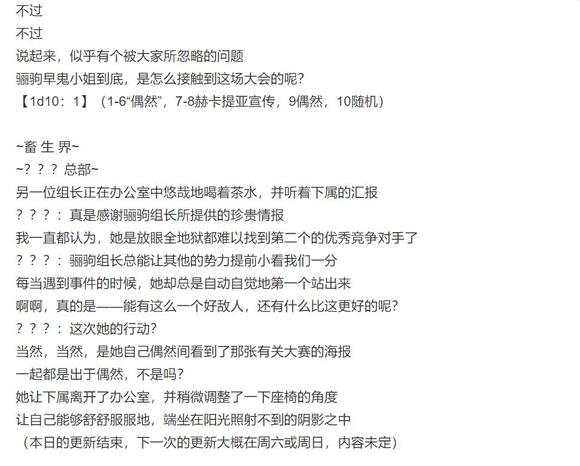 不过
不过
说起来，似乎有个被大家所忽略的问题
骊驹早鬼小姐到底，是怎么接触到这场大会的呢？
【1d10：1】（1-6“偶然”，7-8赫卡提亚宣传，9偶然，10随机）
~畜 生 界~
~？？？总部~
另一位组长正在办公室中悠哉地喝着茶水，并听着下属的汇报
？？？：真是感谢骊驹组长所提供的珍贵情报
我一直都认为，她是放眼全地狱都难以找到第二个的优秀竞争对手了
？？？：骊驹组长总能让其他的势力提前小看我们一分
每当遇到事件的时候，她却总是自动自觉地第一个站出来
啊啊，真的是——能有这么一个好敌人，还有什么比这更好的呢？
？？？：这次她的行动？
当然，当然，是她自己偶然间看到了那张有关大赛的海报
一起都是出于偶然，不是吗？
她让下属离开了办公室，并稍微调整了一下座椅的角度
让自己能够舒舒服服地，端坐在阳光照射不到的阴影之中
（本日的更新结束，下一次的更新大概在周六或周日，内容未定）